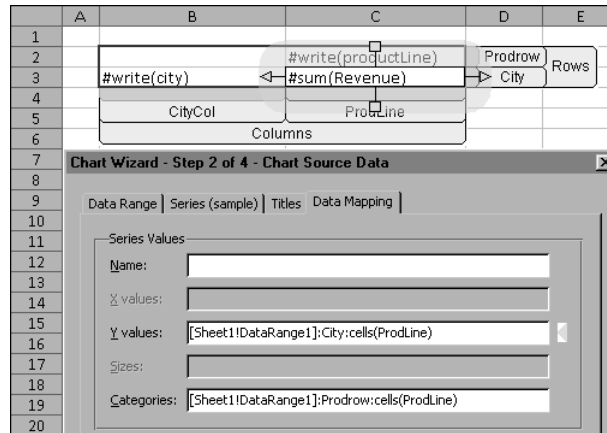 A B C D E
1
2 #write(productLine) Prodrow Rows
3 #write(city) #sum(Revenue) City
4
5 CityCol ProdLine
6 Columns
7 Chart Wizard - Step 2 of 4 - Chart Source Data x
8
9 Data Range Series (sample) Titles Data Mapping
10
11 Series Values
12 Name:
13
14 X values:
15 Y values: [Sheet1!DataRange1]:City:cells(ProdLine)
16
17 Sizes:
18
19 Categories: [Sheet1!DataRange1]:Prodrow:cells(ProdLine)
20